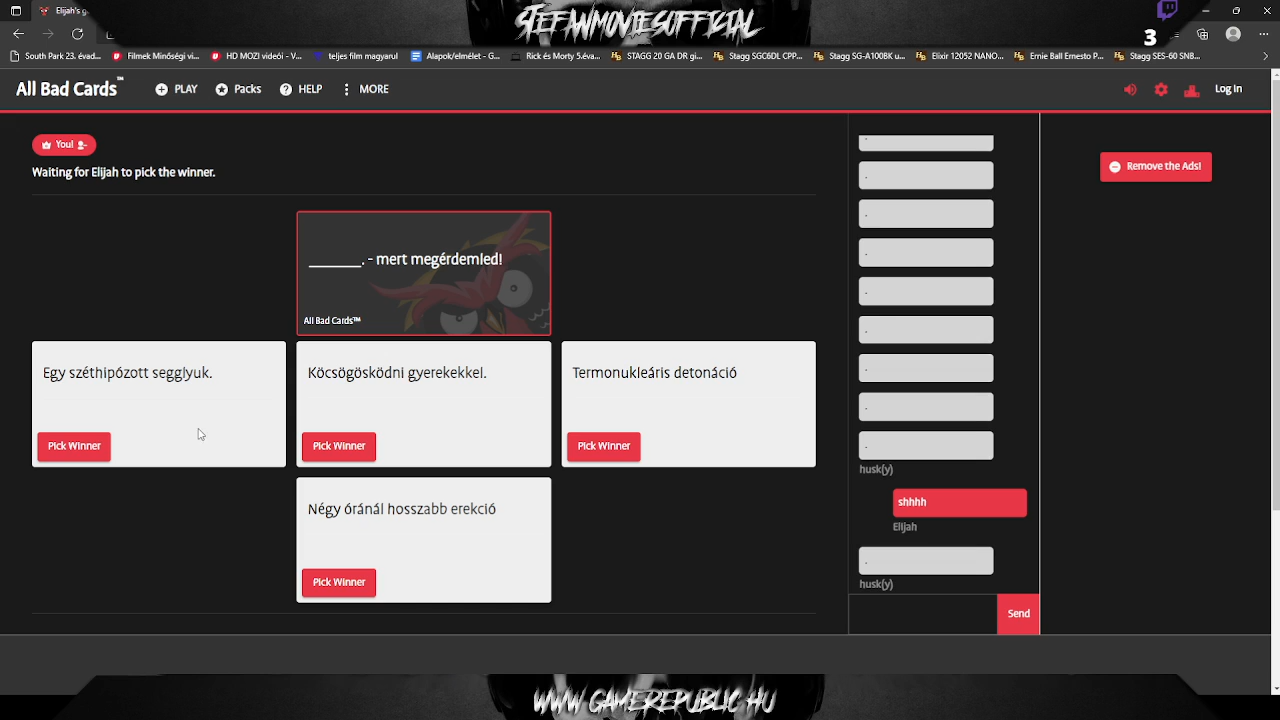 Elijah's g
STEFANMOVIESOFFICIAL
3
South Park 23. évad...
Filmek Minőségi vi...
HD MOZI videói - V...
teljes film magyarul
Alapok/elmélet - G...
Rick és Morty 5.éva...
STAGG 20 GA DR gi...
Stagg SGC6DL CPP...
Stagg SG-A100BK u...
Elixir 12052 NANO...
Ernie Ball Ernesto P...
Stagg SES-60 SNB...
All Bad Cards™
PLAY
Packs
HELP
MORE
Log In
You!
Waiting for Elijah to pick the winner.
______. - mert megérdemled!
All Bad Cards™
Egy széthipózott segglyuk.
Pick Winner
Köcsögösködni gyerekekkel.
Pick Winner
Termonukleáris detonáció
Pick Winner
Négy óránál hosszabb erekció
Pick Winner
.
.
.
.
.
.
.
.
.
husk(y)
shhhh
Elijah
.
husk(y)
Send
Remove the Ads!
WWW GAMEREPUBLIC.HU